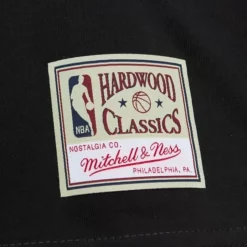 HARDWOOD
CLASSICS
NBA
NOSTALGIA CO.
Mitchell & Ness
PHILADELPHIA, PA.